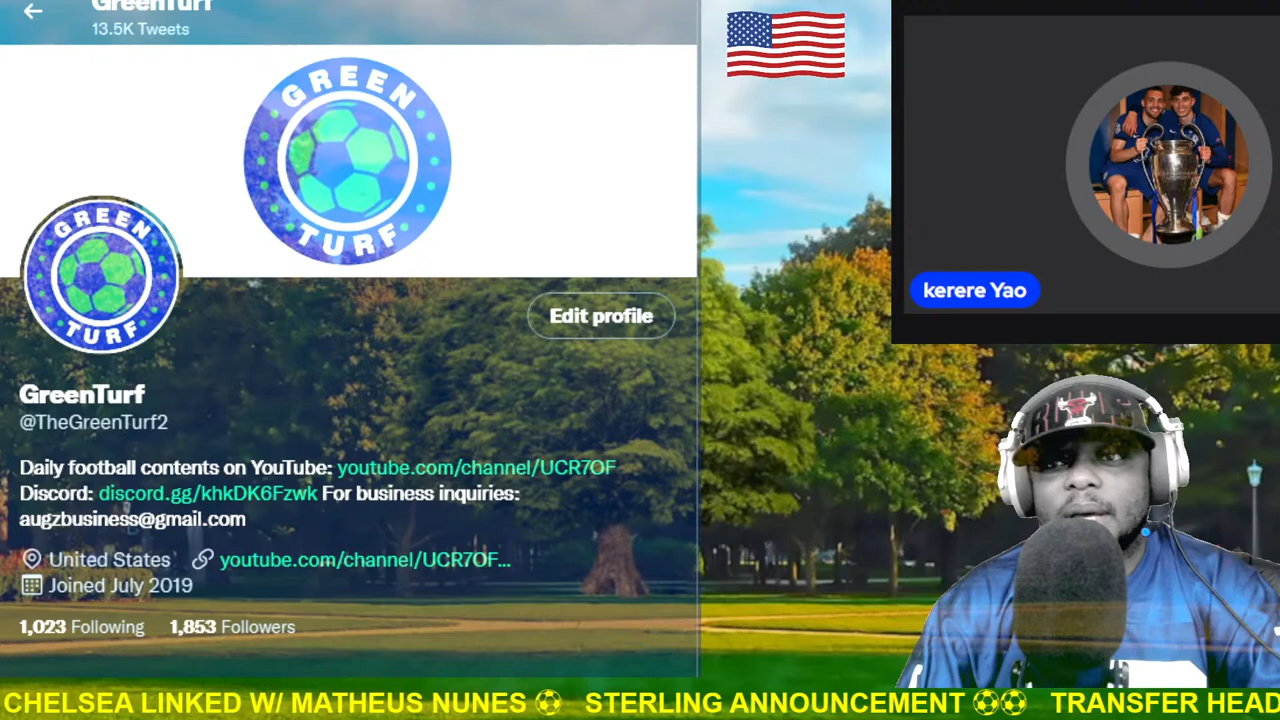 GreenTurf
13.5K Tweets
GREEN
TURF
GREEN
TURF
Edit profile
GreenTurf
@TheGreenTurf2
Daily football contents on YouTube: youtube.com/channel/UCR7OF
Discord: discord.gg/khkDK6Fzwk For business inquiries:
augzbusiness@gmail.com
United States youtube.com/channel/UCR7OF...
Joined July 2019
1,023 Following 1,853 Followers
kerere Yao
CHELSEA LINKED W/ MATHEUS NUNES ⚽ STERLING ANNOUNCEMENT ⚽⚽ TRANSFER HEAD